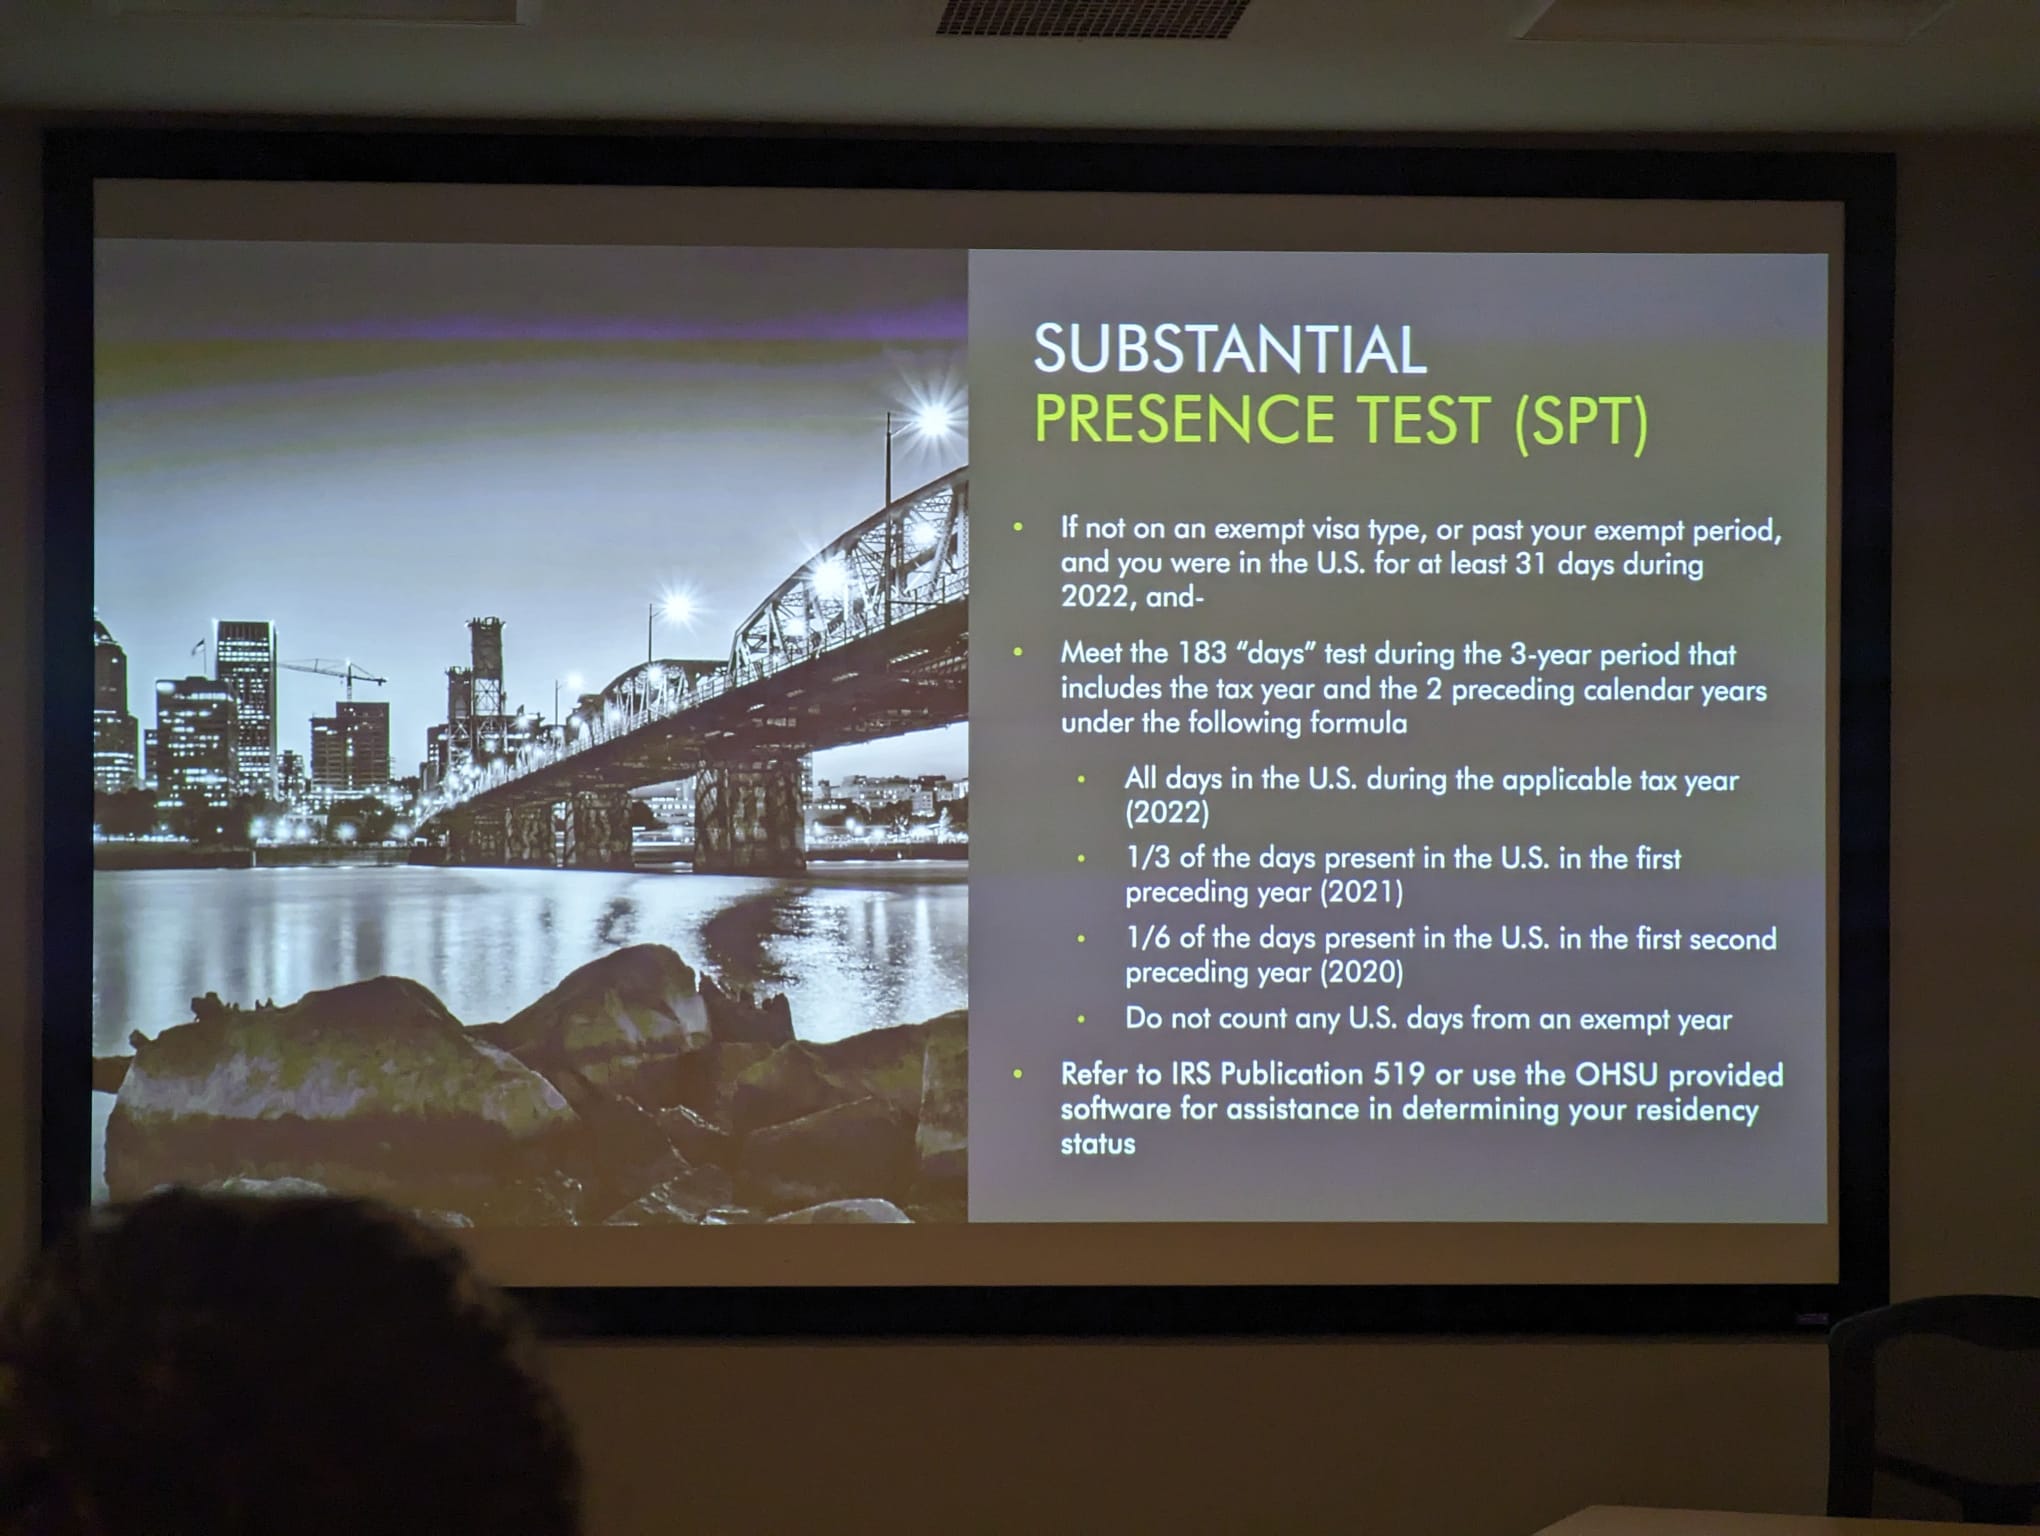 SUBSTANTIAL
PRESENCE TEST (SPT)
• If not on an exempt visa type, or past your exempt period,
and you were in the U.S. for at least 31 days during
2022, and-
• Meet the 183 “days” test during the 3-year period that
includes the tax year and the 2 preceding calendar years
under the following formula
• All days in the U.S. during the applicable tax year
(2022)
• 1/3 of the days present in the U.S. in the first
preceding year (2021)
• 1/6 of the days present in the U.S. in the first second
preceding year (2020)
• Do not count any U.S. days from an exempt year
• Refer to IRS Publication 519 or use the OHSU provided
software for assistance in determining your residency
status